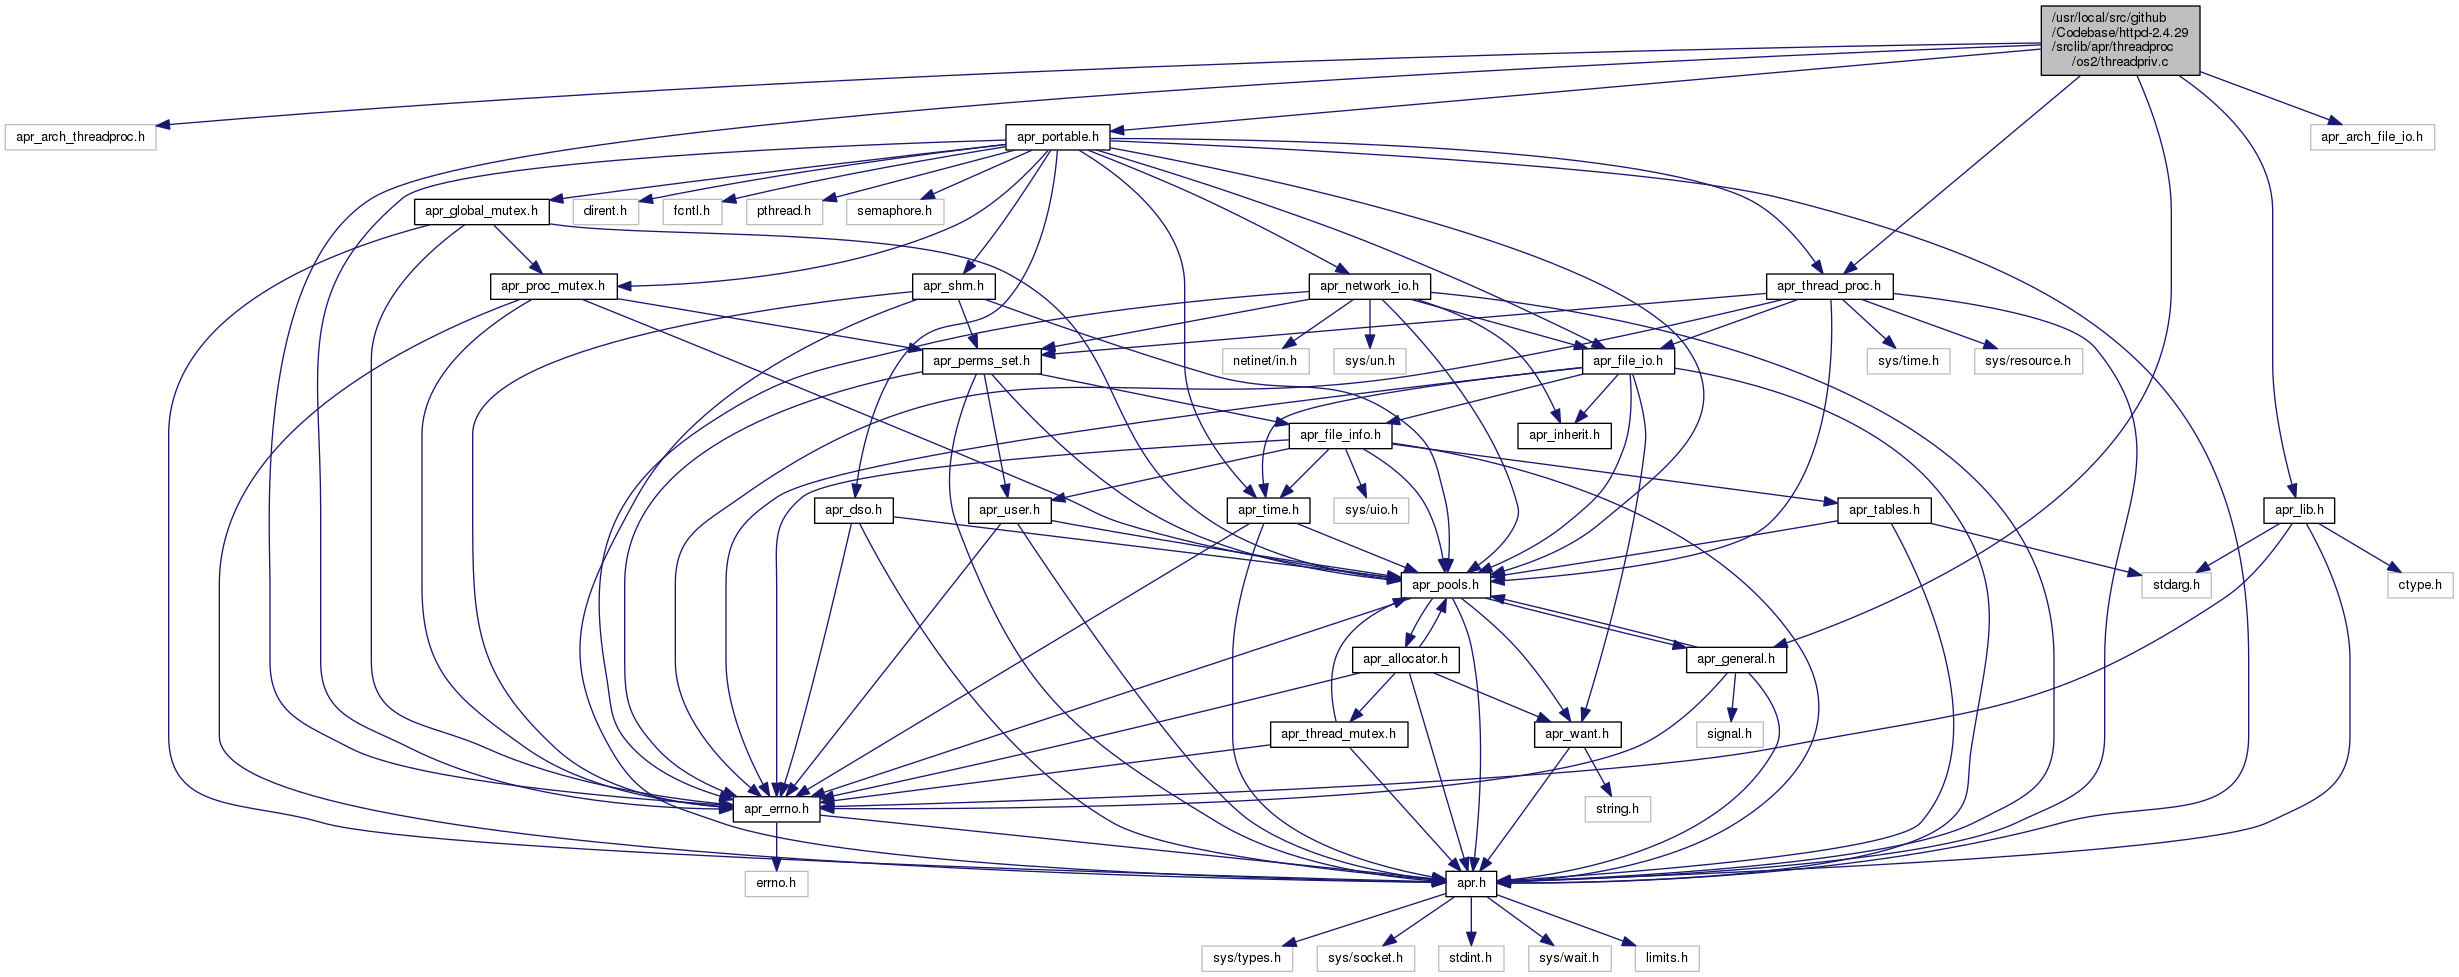 /usr/local/src/github
/Codebase/httpd-2.4.29
/srclib/apr/threadproc
/os2/threadpriv.c
apr_arch_threadproc.h
apr_portable.h
apr_arch_file_io.h
apr_global_mutex.h
dirent.h
fcntl.h
pthread.h
semaphore.h
apr_proc_mutex.h
apr_shm.h
apr_network_io.h
apr_thread_proc.h
apr_perms_set.h
netinet/in.h
sys/un.h
apr_file_io.h
sys/time.h
sys/resource.h
apr_file_info.h
apr_inherit.h
apr_dso.h
apr_user.h
apr_time.h
sys/uio.h
apr_tables.h
apr_lib.h
apr_pools.h
stdarg.h
ctype.h
apr_allocator.h
apr_general.h
apr_thread_mutex.h
apr_want.h
signal.h
apr_errno.h
string.h
errno.h
apr.h
sys/types.h
sys/socket.h
stdint.h
sys/wait.h
limits.h